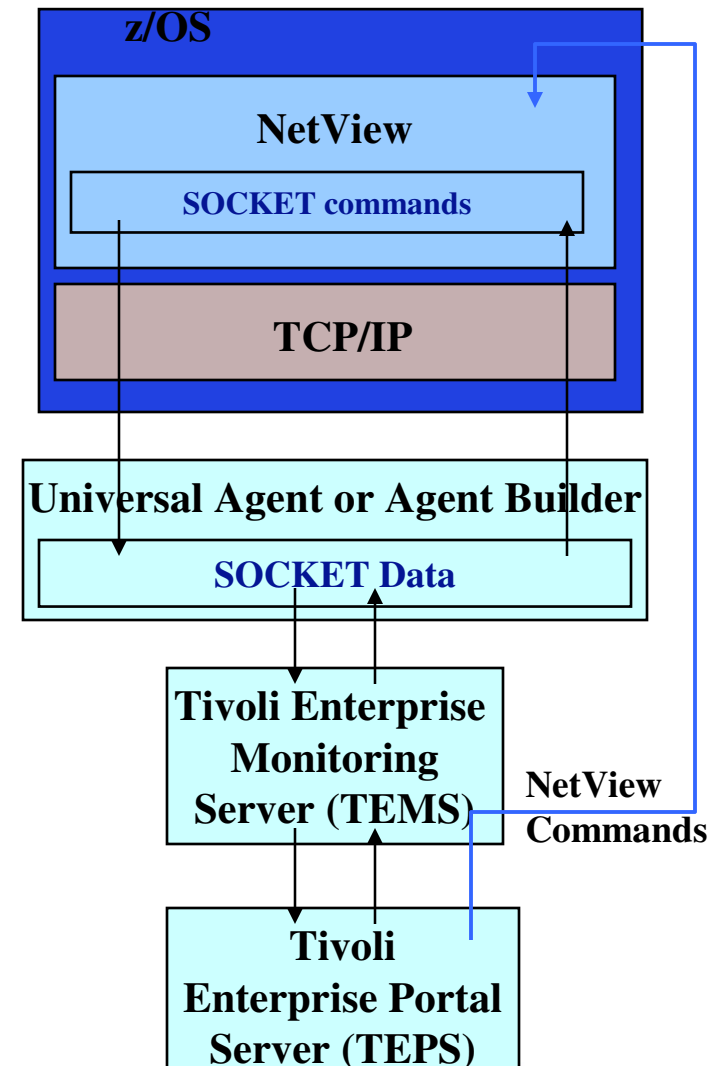 z/OS
NetView
SOCKET commands
TCP/IP
Universal Agent or Agent Builder
SOCKET Data
Tivoli Enterprise
Monitoring
Server (TEMS)
NetView
Commands
Tivoli
Enterprise Portal
Server (TEPS)